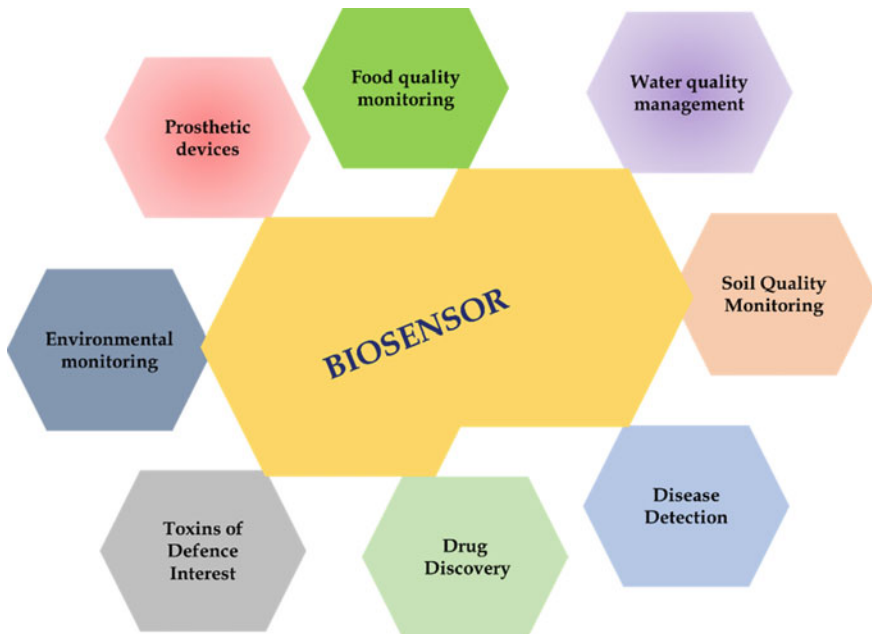 Food quality
monitoring
Water quality
management
Prosthetic
devices
Soil Quality
Monitoring
BIOSENSOR
Environmental
monitoring
Disease
Detection
Toxins of
Defence
Interest
Drug
Discovery